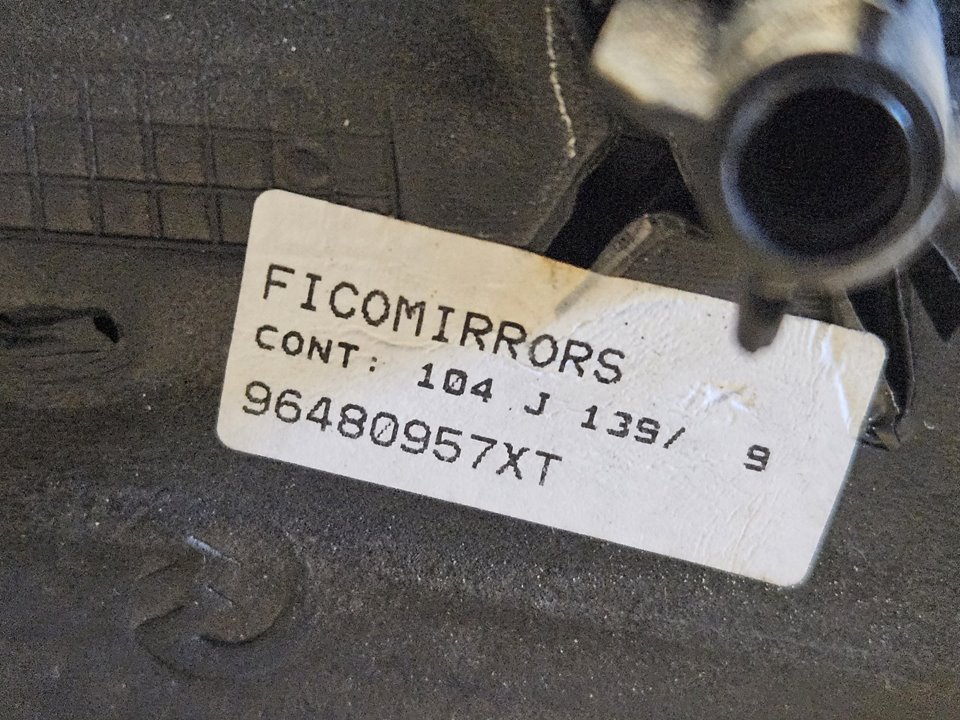 FICOMIRRORS
CONT: 104 J 139/ 9
96480957XT